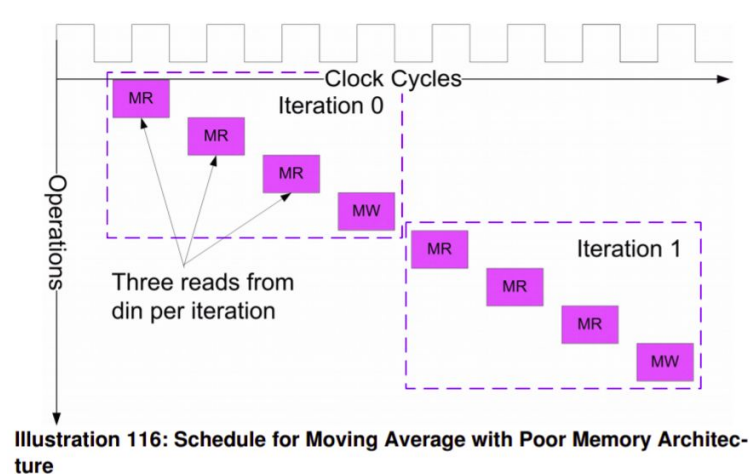 Clock Cycles
MR
Iteration 0
MR
MR
MW
Operations
MR
Iteration 1
Three reads from
din per iteration
MR
MR
MW
Illustration 116: Schedule for Moving Average with Poor Memory Architec-
ture